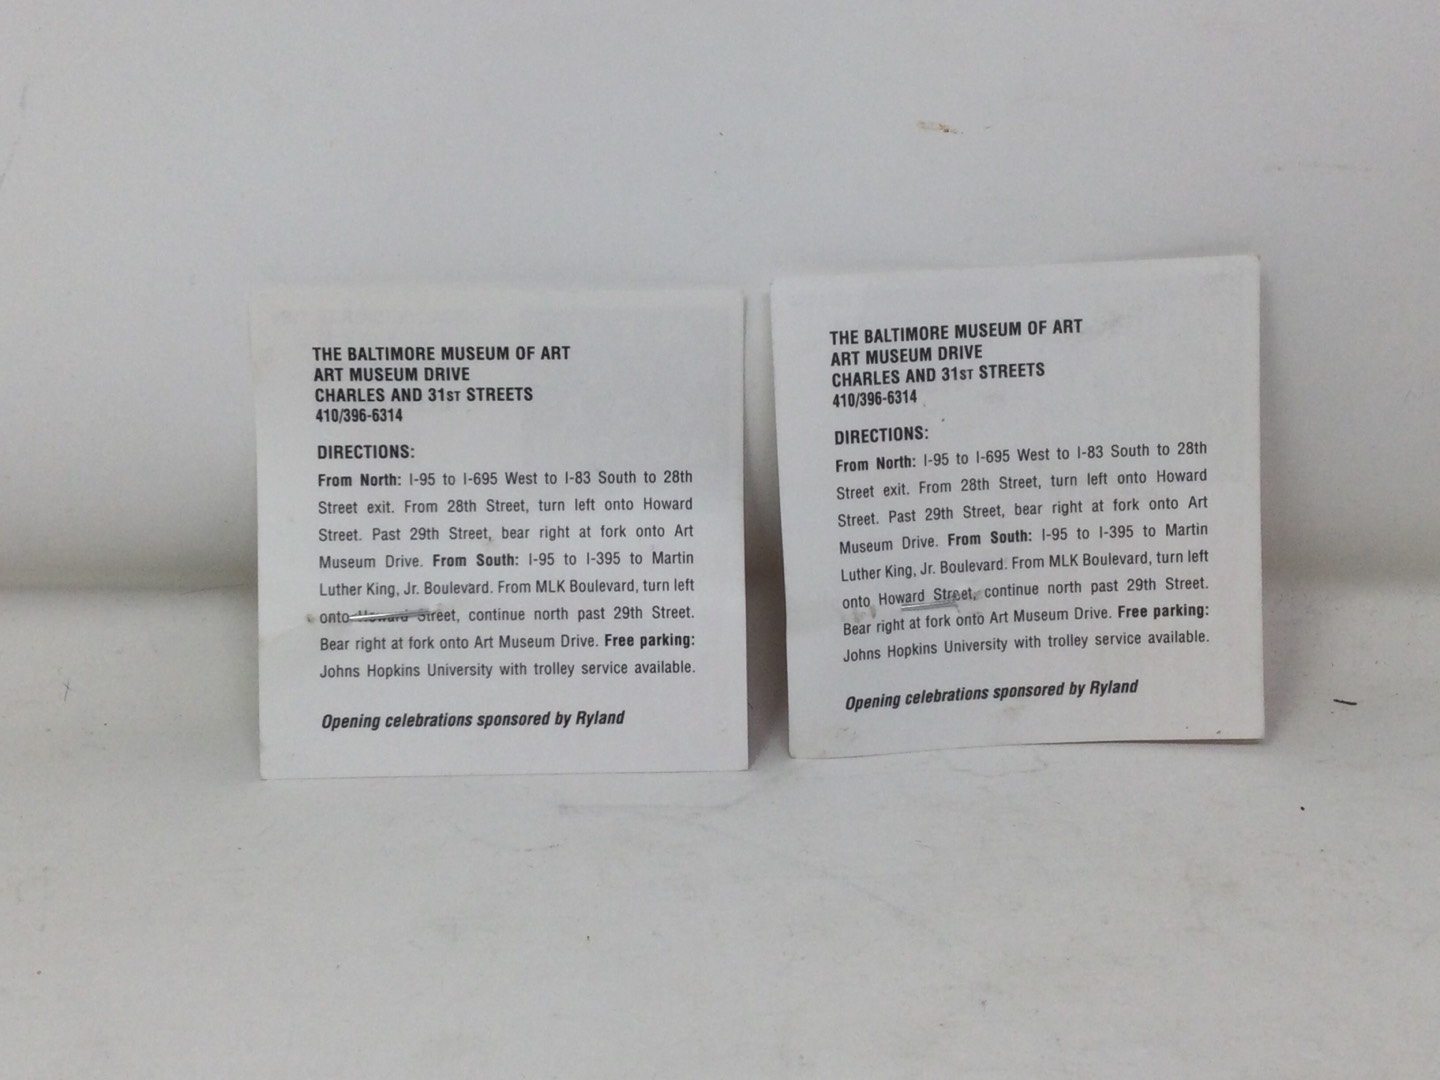 THE BALTIMORE MUSEUM OF ART
ART MUSEUM DRIVE
CHARLES AND 31ST STREETS
410/396-6314
DIRECTIONS:
From North: I-95 to I-695 West to I-83 South to 28th
Street exit. From 28th Street, turn left onto Howard
Street. Past 29th Street, bear right at fork onto Art
Museum Drive. From South: I-95 to I-395 to Martin
Luther King, Jr. Boulevard. From MLK Boulevard, turn left
onto Howard Street, continue north past 29th Street.
Bear right at fork onto Art Museum Drive. Free parking:
Johns Hopkins University with trolley service available.
Opening celebrations sponsored by Ryland
THE BALTIMORE MUSEUM OF ART
ART MUSEUM DRIVE
CHARLES AND 31ST STREETS
410/396-6314
DIRECTIONS:
From North: I-95 to I-695 West to I-83 South to 28th
Street exit. From 28th Street, turn left onto Howard
Street. Past 29th Street, bear right at fork onto Art
Museum Drive. From South: I-95 to I-395 to Martin
Luther King, Jr. Boulevard. From MLK Boulevard, turn left
onto Howard Street, continue north past 29th Street.
Bear right at fork onto Art Museum Drive. Free parking:
Johns Hopkins University with trolley service available.
Opening celebrations sponsored by Ryland